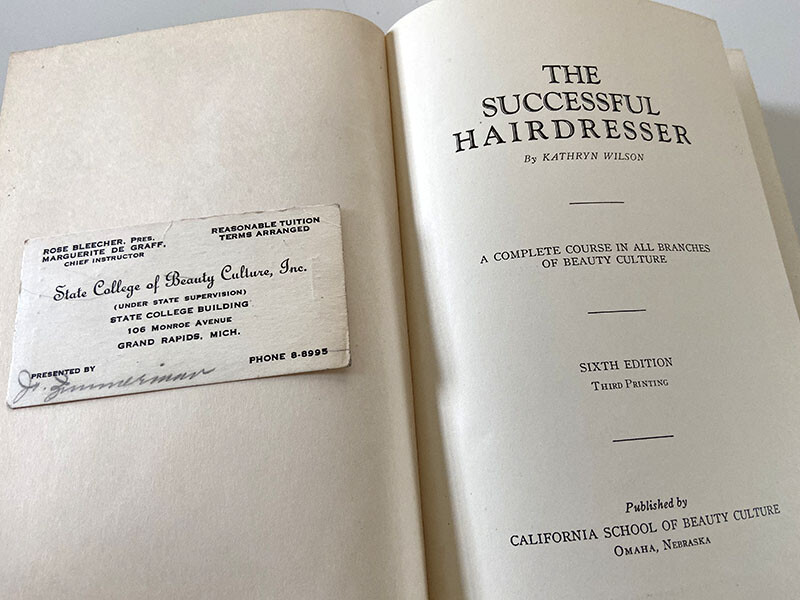 ROSE BLEECHER, PRES.
MARGUERITE DE GRAFF,
CHIEF INSTRUCTOR
REASONABLE TUITION
TERMS ARRANGED
State College of Beauty Culture, Inc.
(UNDER STATE SUPERVISION)
STATE COLLEGE BUILDING
106 MONROE AVENUE
GRAND RAPIDS, MICH.
PRESENTED BY
PHONE 8-8995
Zimmerman
THE
SUCCESSFUL
HAIRDRESSER
By KATHRYN WILSON
A COMPLETE COURSE IN ALL BRANCHES
OF BEAUTY CULTURE
SIXTH EDITION
THIRD PRINTING
Published by
CALIFORNIA SCHOOL OF BEAUTY CULTURE
OMAHA, NEBRASKA